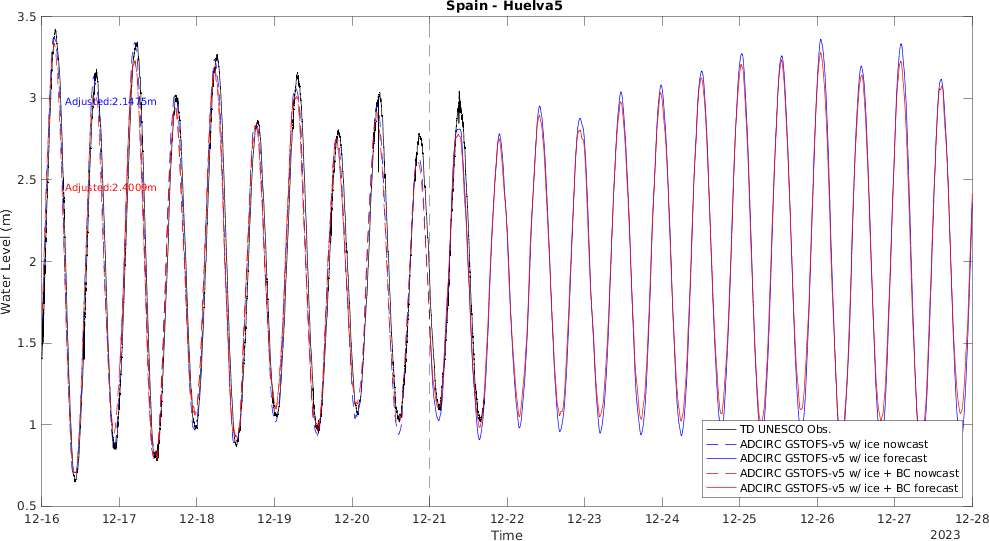 Spain - Huelva5
3.5
3
2.5
2
1.5
1
0.5
Water Level (m)
Adjusted:2.1475m
Adjusted:2.4009m
TD UNESCO Obs.
ADCIRC GSTOFS-v5 w/ ice nowcast
ADCIRC GSTOFS-v5 w/ ice forecast
ADCIRC GSTOFS-v5 w/ ice + BC nowcast
ADCIRC GSTOFS-v5 w/ ice + BC forecast
12-16 12-17 12-18 12-19 12-20 12-21 12-22 12-23 12-24 12-25 12-26 12-27 12-28
Time
2023